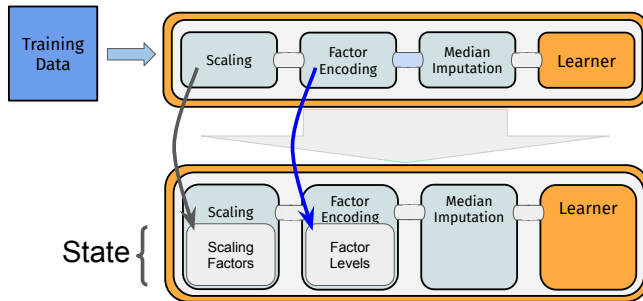 Training
Data
Scaling
Factor
Encoding
Median
Imputation
Learner
State
Scaling
Scaling
Factors
Factor
Encoding
Factor
Levels
Median
Imputation
Learner